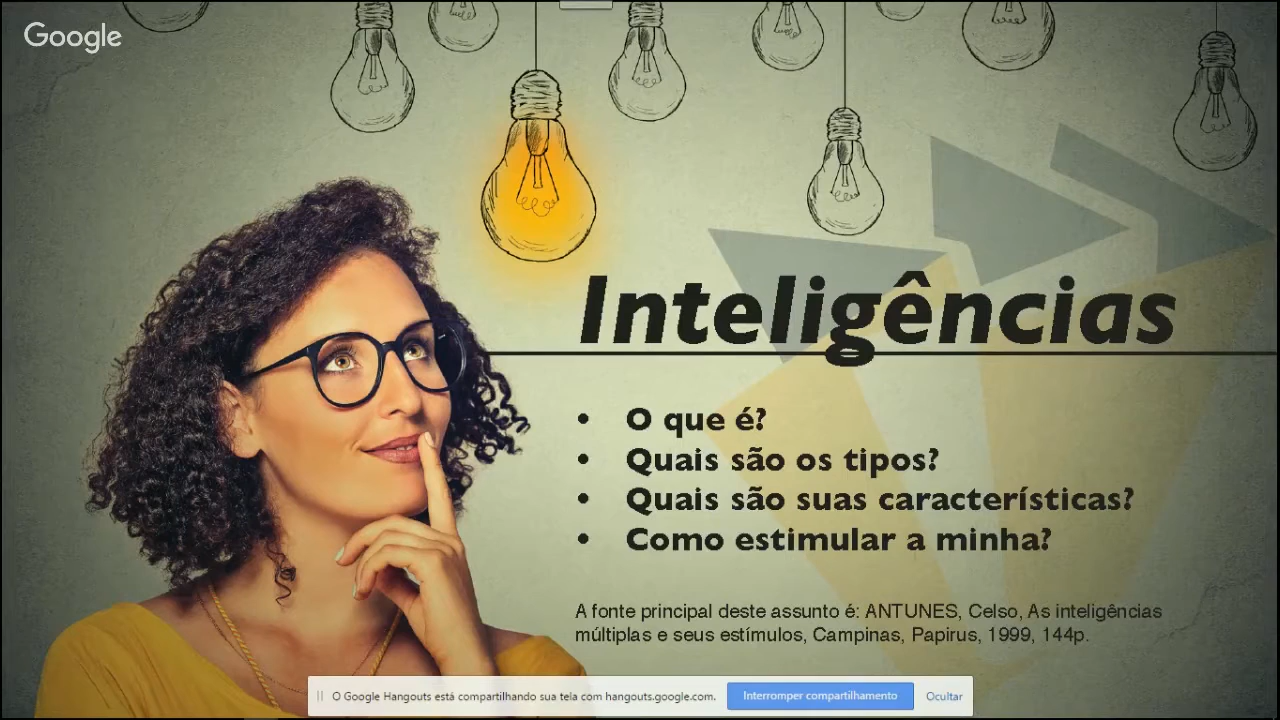 Google
Inteligências
• O que é?
• Quais são os tipos?
• Quais são suas características?
• Como estimular a minha?
A fonte principal deste assunto é: ANTUNES, Celso, As inteligências
múltiplas e seus estímulos, Campinas, Papirus, 1999, 144p.
O Google Hangouts está compartilhando sua tela com hangouts.google.com. Interromper compartilhamento Ocultar